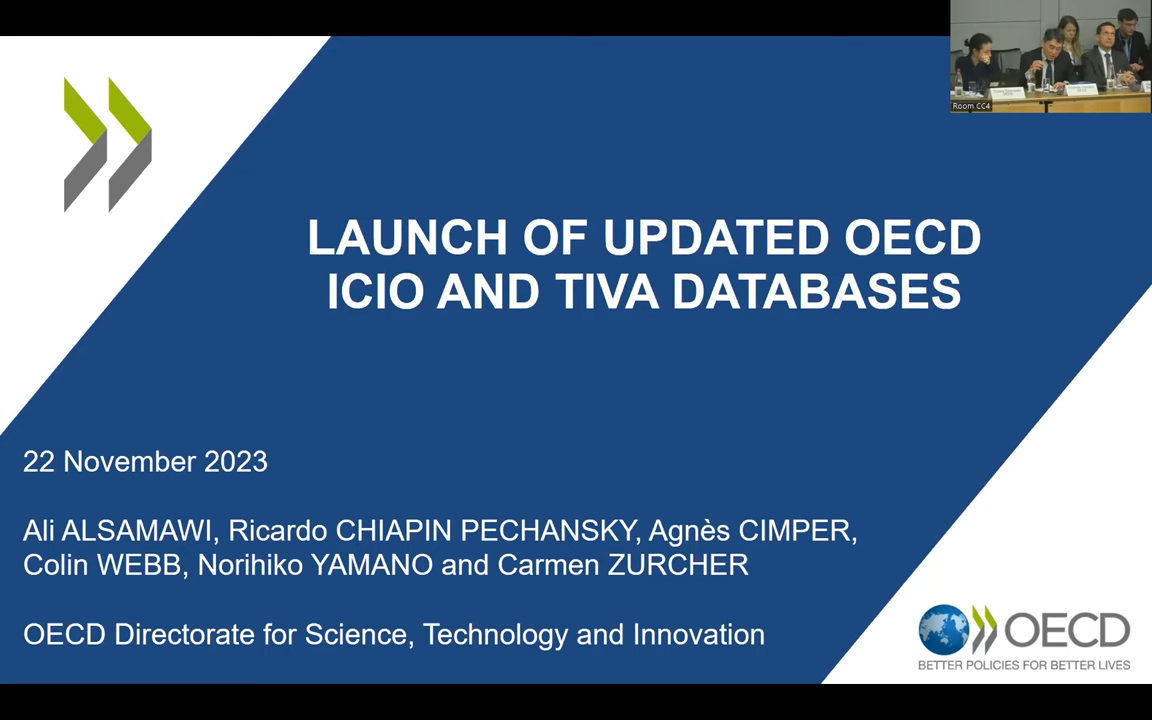 Room CC4
LAUNCH OF UPDATED OECD
ICIO AND TIVA DATABASES
22 November 2023
Ali ALSAMAWI, Ricardo CHIAPIN PECHANSKY, Agnès CIMPER,
Colin WEBB, Norihiko YAMANO and Carmen ZURCHER
OECD Directorate for Science, Technology and Innovation
OECD
BETTER POLICIES FOR BETTER LIVES